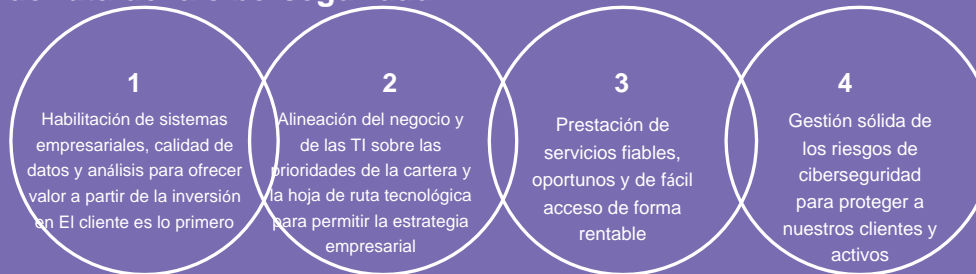 1
Habilitación de sistemas
empresariales, calidad de
datos y análisis para ofrecer
valor a partir de la inversión
en El cliente es lo primero
2
Alineación del negocio y
de las TI sobre las
prioridades de la cartera y
la hoja de ruta tecnológica
para permitir la estrategia
empresarial
3
Prestación de
servicios fiables,
oportunos y de fácil
acceso de forma
rentable
4
Gestión sólida de
los riesgos de
ciberseguridad
para proteger a
nuestros clientes y
activos